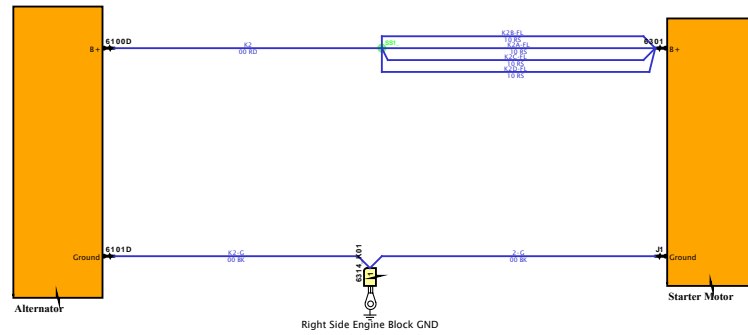 K2B-FL
10 RS
6100D
K2
SB1
K2A-FL
6301
B+
00 RD
10 RS
B+
K2C-FL
10 RS
K2D-FL
10 RS
6101D
K2-G
6314 X01
2-G
J1
Ground
00 BK
00 BK
Ground
Alternator
Starter Motor
Right Side Engine Block GND